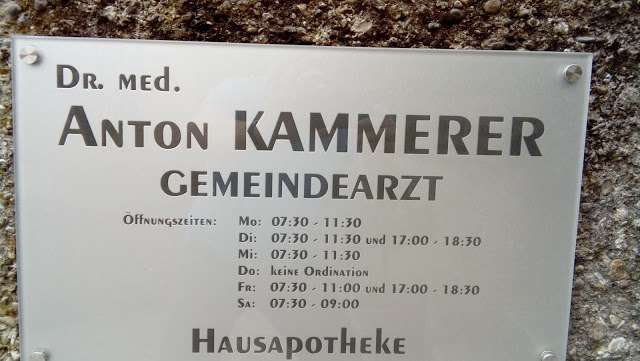 Dr. med.
Anton KAMMERER
GEMEINDEARZT
Öffnungszeiten: Mo: 07:30 - 11:30
Di: 07:30 - 11:30 und 17:00 - 18:30
Mi: 07:30 - 11:30
Do: keine Ordination
Fr: 07:30 - 11:00 und 17:00 - 18:30
Sa: 07:30 - 09:00
Hausapotheke